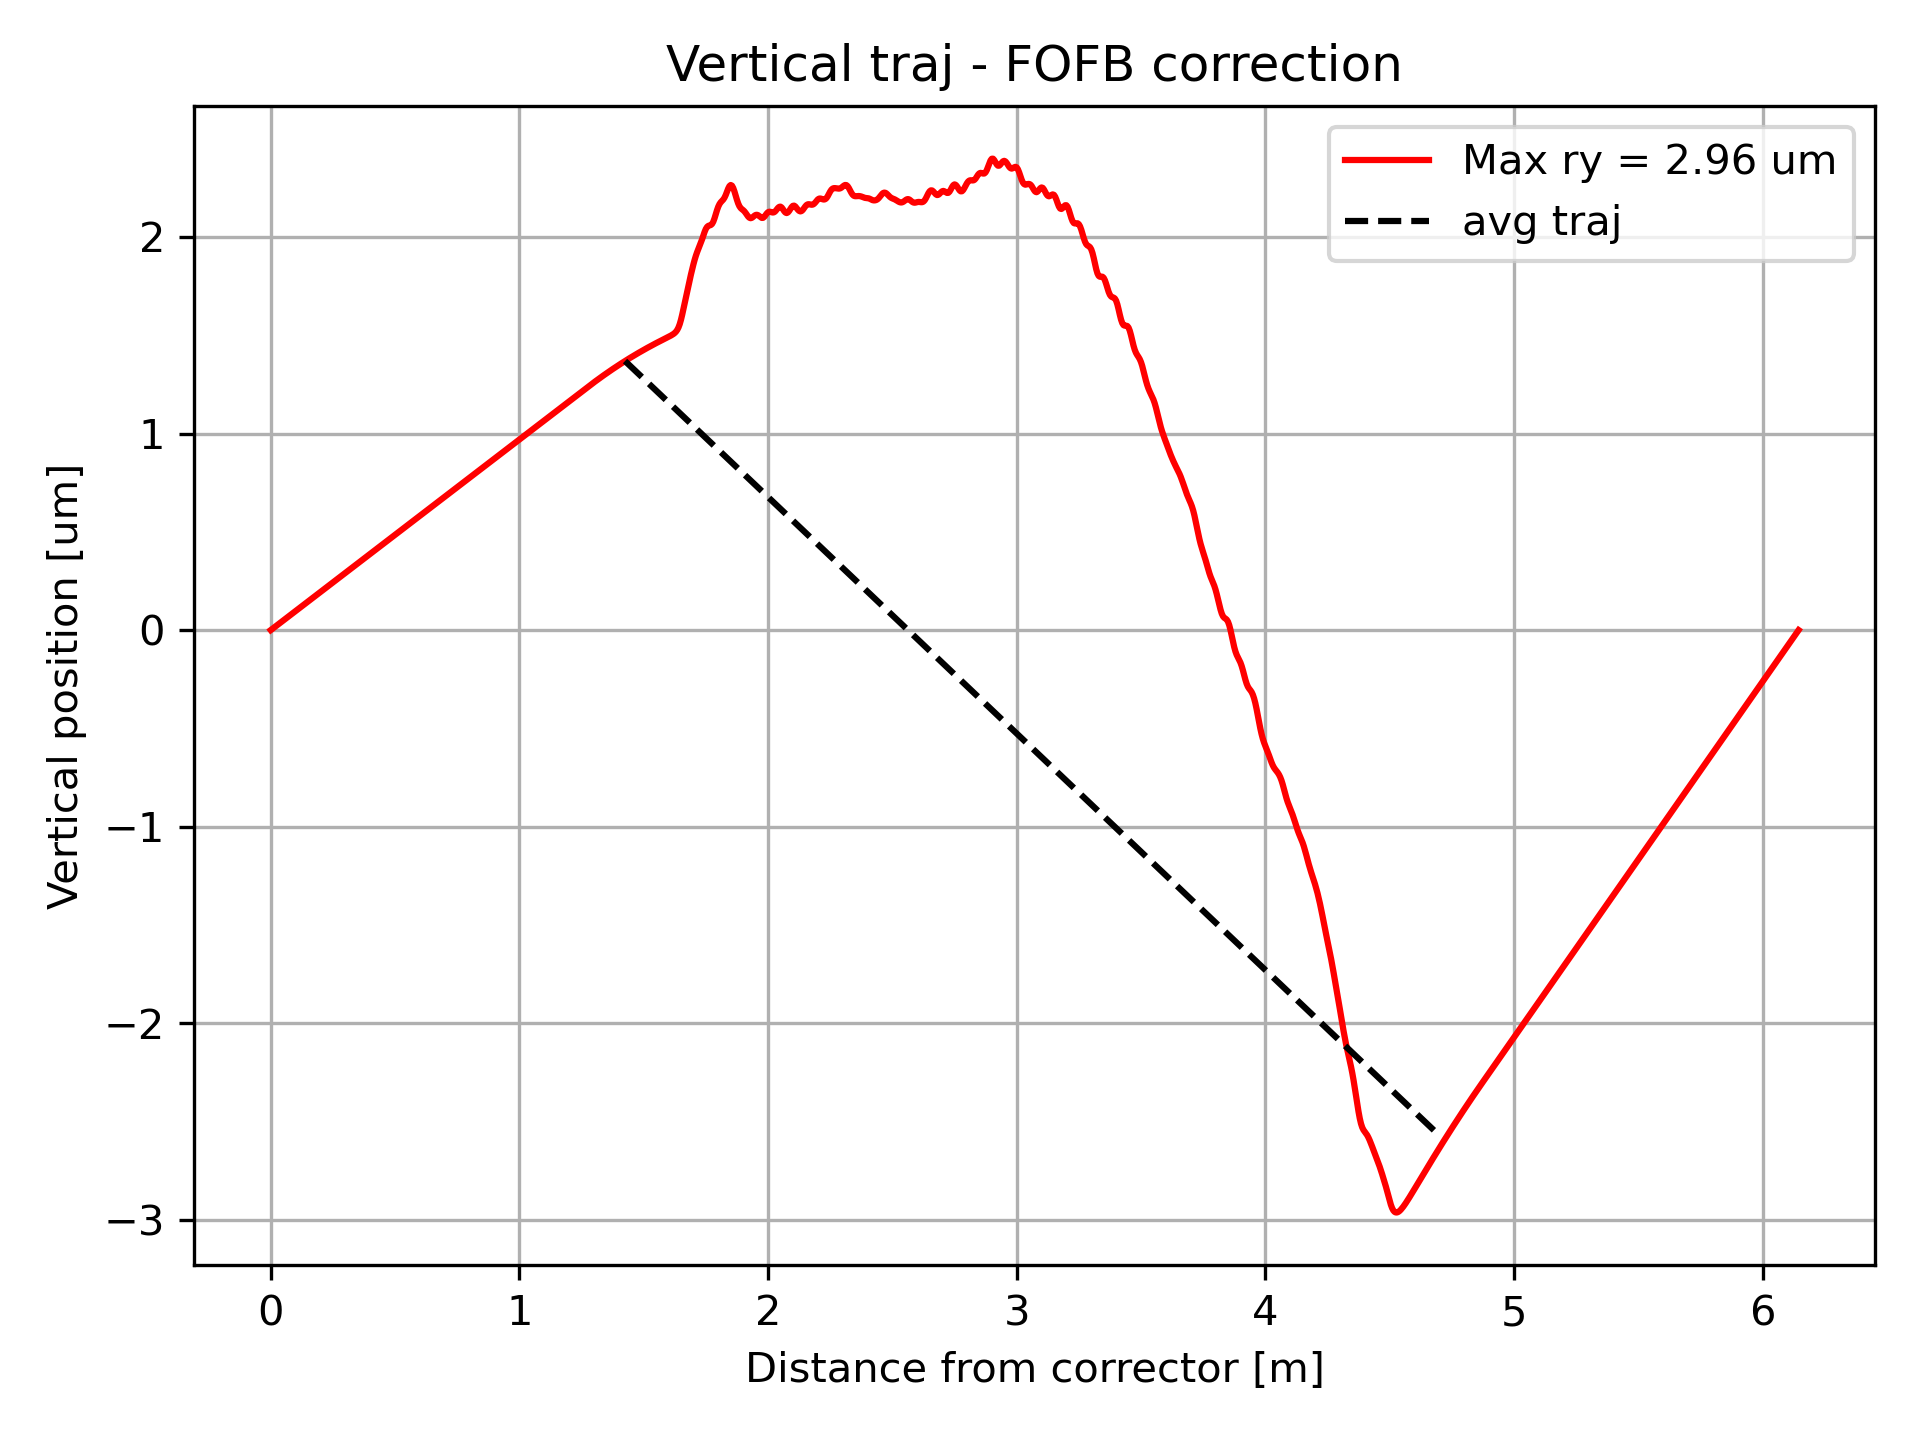 Vertical traj - FOFB correction
Max ry = 2.96 um
avg traj
Vertical position [um]
2
1
0
−1
−2
−3
0 1 2 3 4 5 6
Distance from corrector [m]